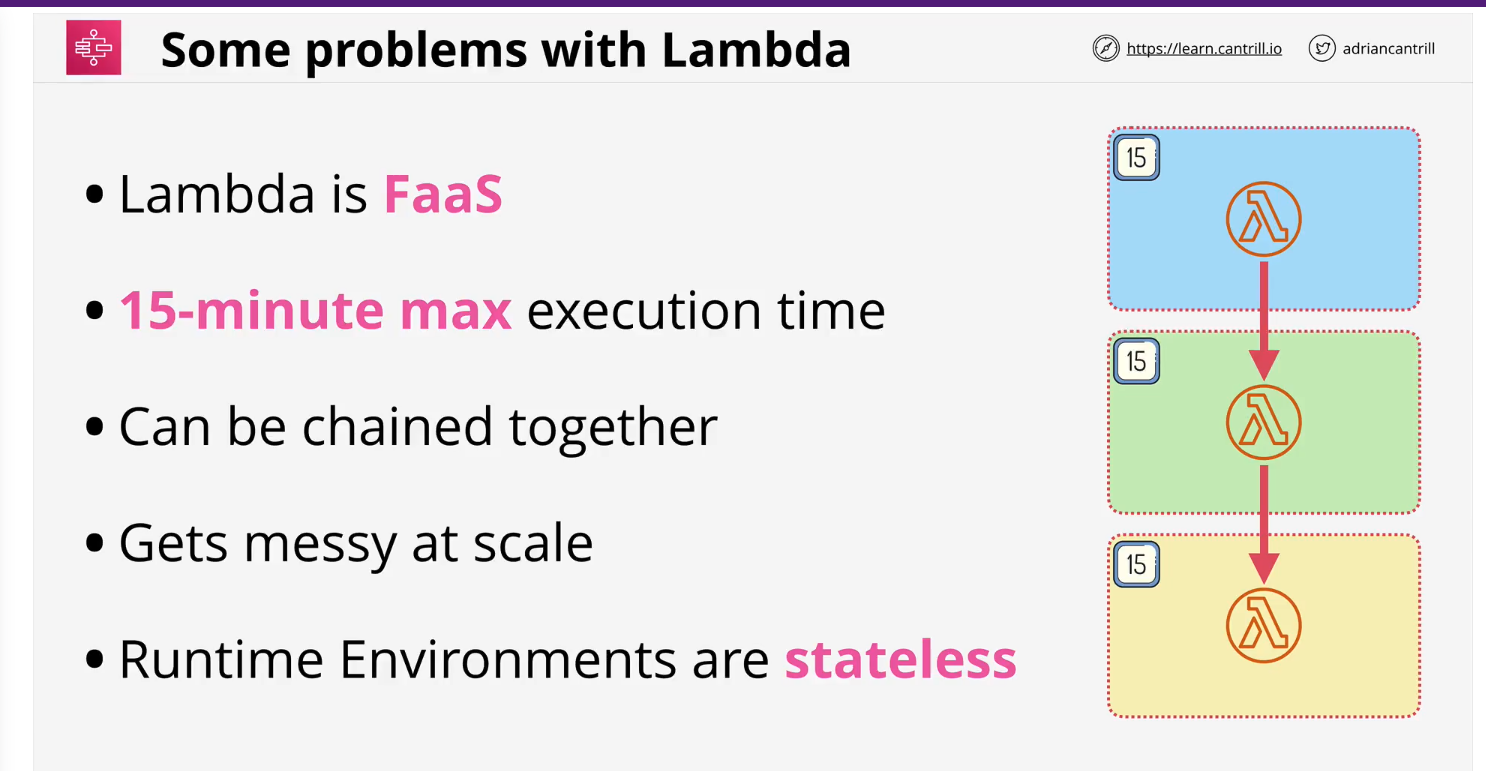 Some problems with Lambda
https://learn.cantrill.io
adriancantrill
• Lambda is FaaS
• 15-minute max execution time
• Can be chained together
• Gets messy at scale
• Runtime Environments are stateless
15
15
15